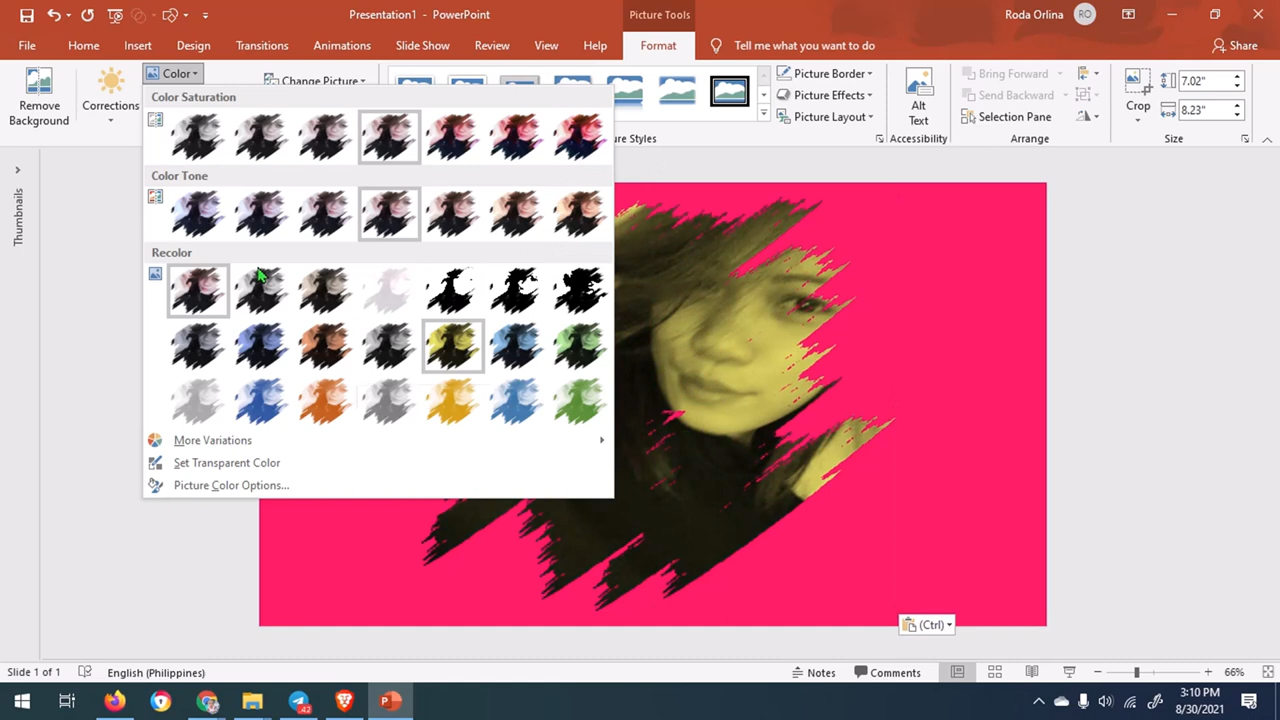 Presentation1 - PowerPoint
Picture Tools
Roda Orlina
RO
File
Home
Insert
Design
Transitions
Animations
Slide Show
Review
View
Help
Format
Tell me what you want to do
Share
Remove
Background
Corrections
Color
Change Picture
Picture Border
Picture Effects
Picture Layout
Alt
Text
Accessibility
Bring Forward
Send Backward
Selection Pane
Arrange
Crop
7.02"
8.23"
Size
ure Styles
Color Saturation
Color Tone
Recolor
More Variations
Set Transparent Color
Picture Color Options...
Thumbnails
(Ctrl)
Slide 1 of 1
English (Philippines)
Notes
Comments
66%
42
3:10 PM
8/30/2021